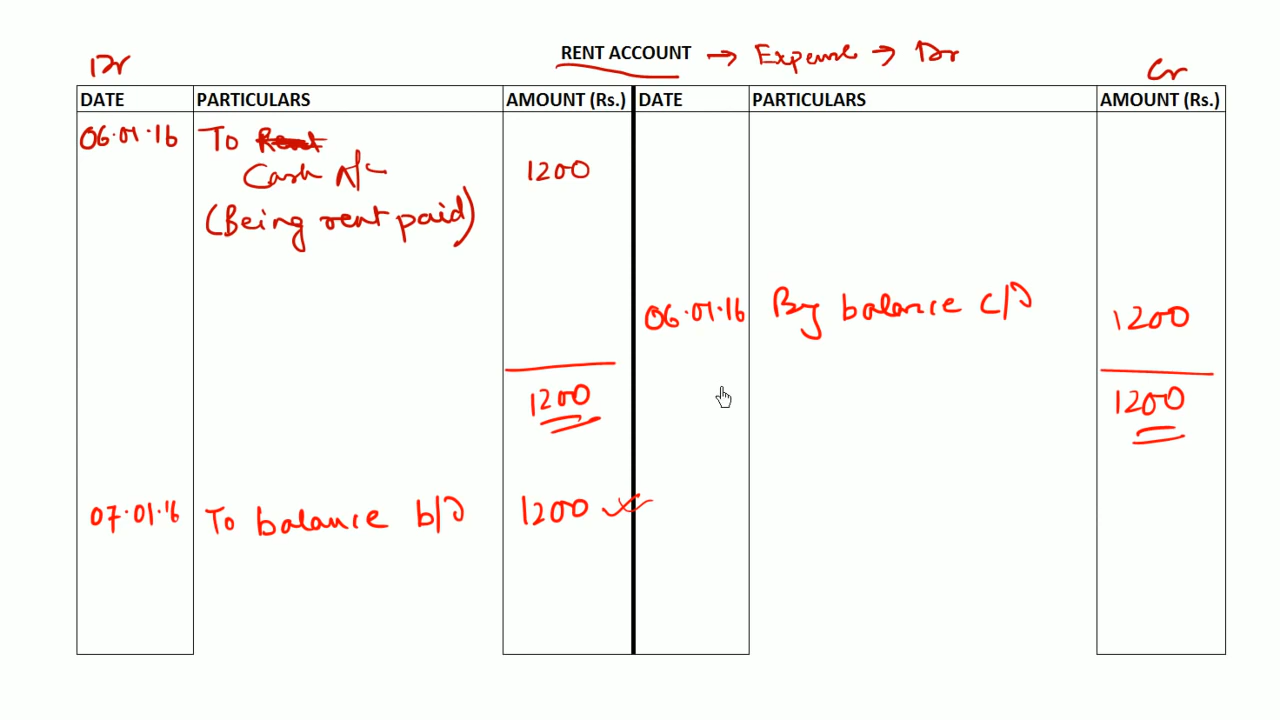 RENT ACCOUNT → Expense → Dr
Dr
Cr
DATE PARTICULARS AMOUNT (Rs.) DATE PARTICULARS AMOUNT (Rs.)
06.01.16 To Rent
Cash A/c 1200
(Being rent paid)
06.01.16 By balance c/d 1200
1200 1200
07.01.16 To balance b/d 1200